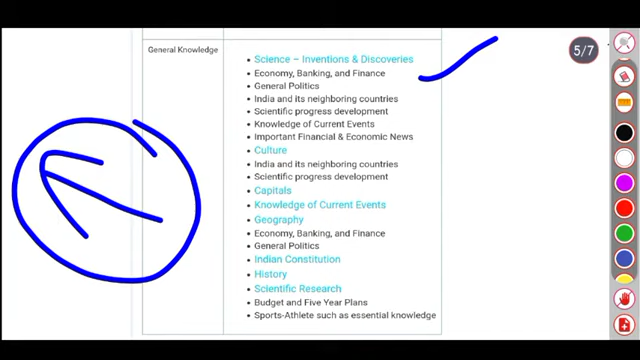 5/7
General Knowledge
Science – Inventions & Discoveries
Economy, Banking, and Finance
General Politics
India and its neighboring countries
Scientific progress development
Knowledge of Current Events
Important Financial & Economic News
Culture
India and its neighboring countries
Scientific progress development
Capitals
Knowledge of Current Events
Geography
Economy, Banking, and Finance
General Politics
Indian Constitution
History
Scientific Research
Budget and Five Year Plans
Sports-Athlete such as essential knowledge